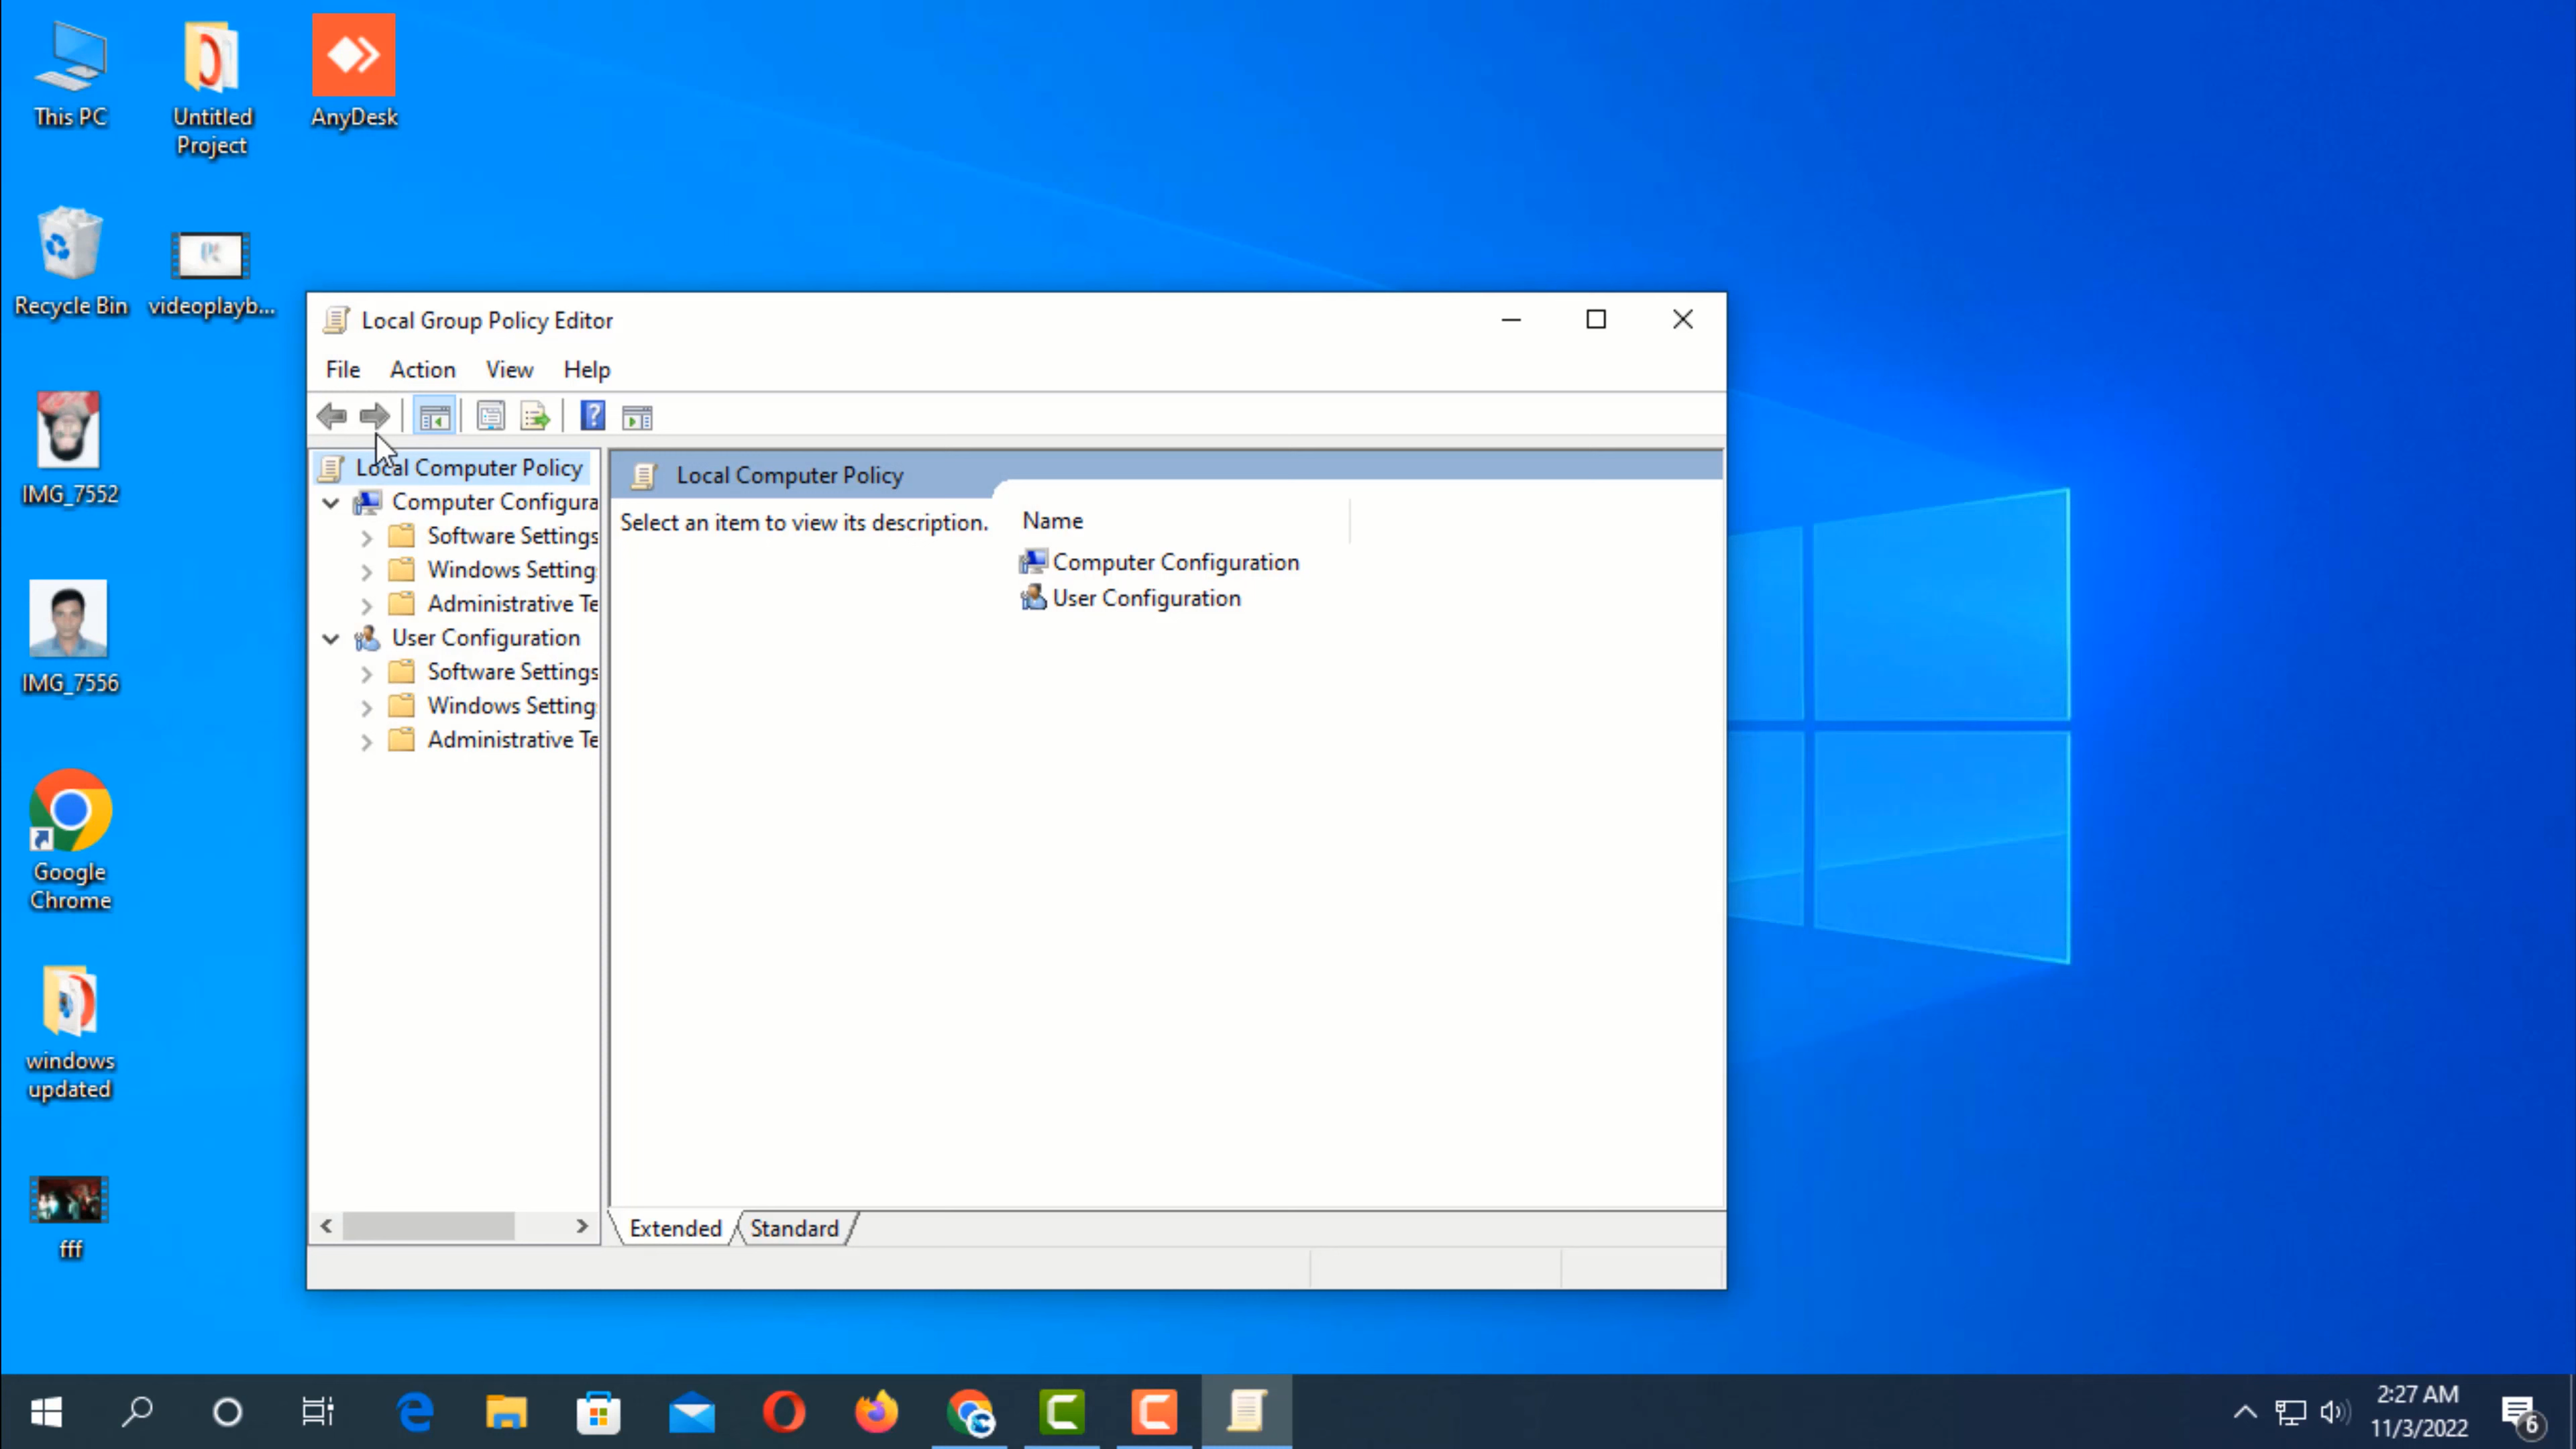 This PC
Untitled
Project
AnyDesk
Recycle Bin
videoplayb...
IMG_7552
IMG_7556
Google
Chrome
windows
updated
fff
Local Group Policy Editor
File Action View Help
Local Computer Policy
Computer Configura
Software Settings
Windows Setting
Administrative Te
User Configuration
Software Settings
Windows Setting
Administrative Te
Local Computer Policy
Select an item to view its description.
Name
Computer Configuration
User Configuration
Extended Standard
2:27 AM
11/3/2022
6